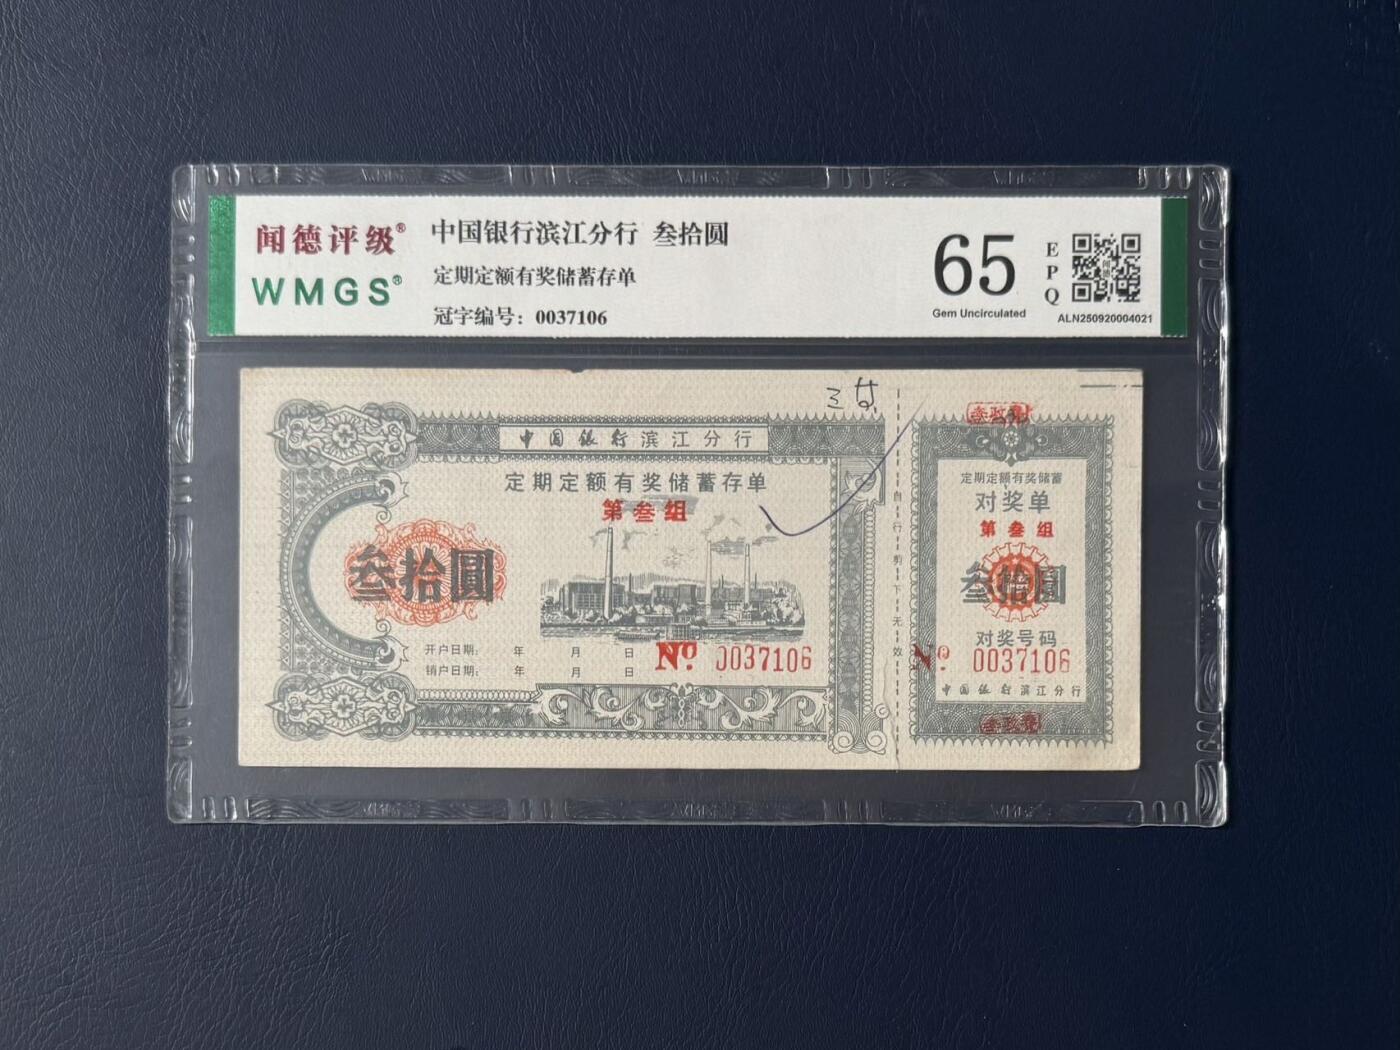 闻德评级®
WMGS®
中国银行滨江分行 叁拾圆
定期定额有奖储蓄存单
冠字编号：0037106
65
EPQ
Gem Uncirculated
ALN250920004021
中国银行滨江分行
定期定额有奖储蓄存单
第叁组
叁拾圆
开户日期： 年 月 日
销户日期： 年 月 日
No. 0037106
自行剪下无效
定期定额有奖储蓄
对奖单
第叁组
叁拾圆
对奖号码
No. 0037106
中国银行滨江分行